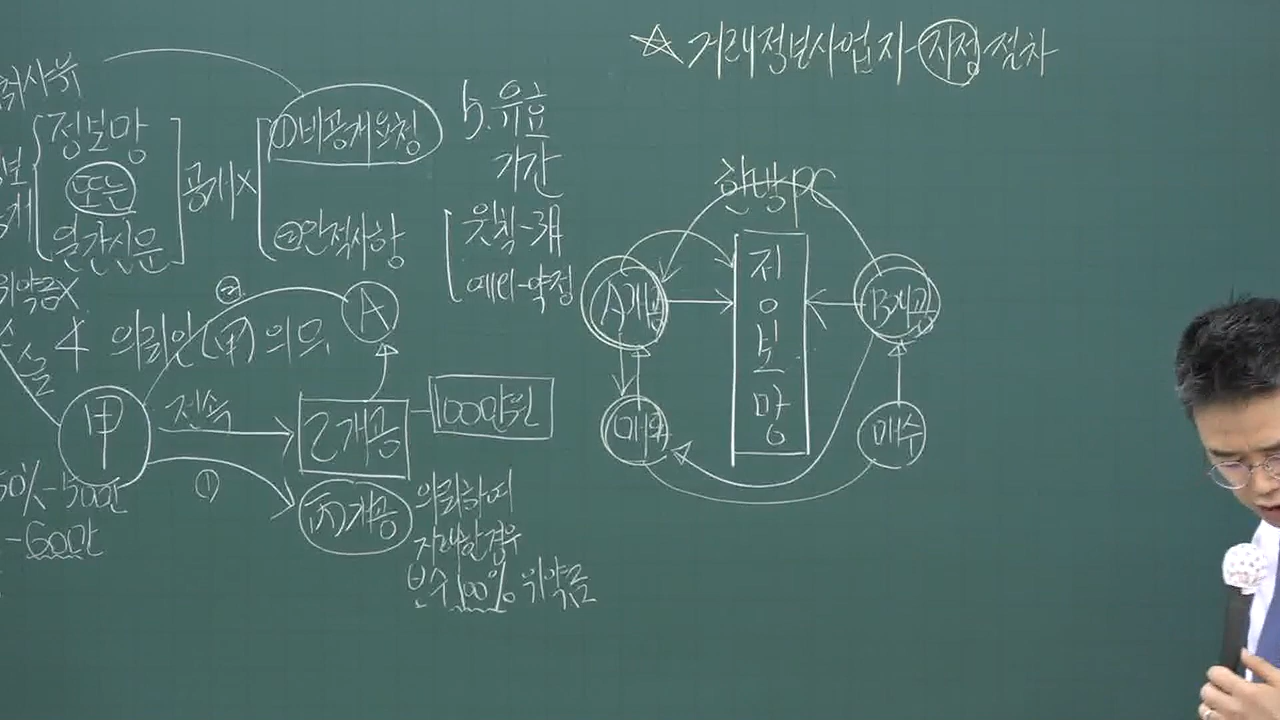 ☆ 거래정보사업자-지정 절차
정보망
또는
일간신문
공개X
①비공개요청
②인적사항
5.유효
기간
원칙-3개
예외-약정
위약금X
4 의뢰인(甲)의무
②
A
甲
전속
乙개공
100만원
①
(丙)개공
의뢰하여
거래한 경우
보수100% 위약금
50%-50만
-60만
한방PC
A개공
정보망
B개공
매도
매수